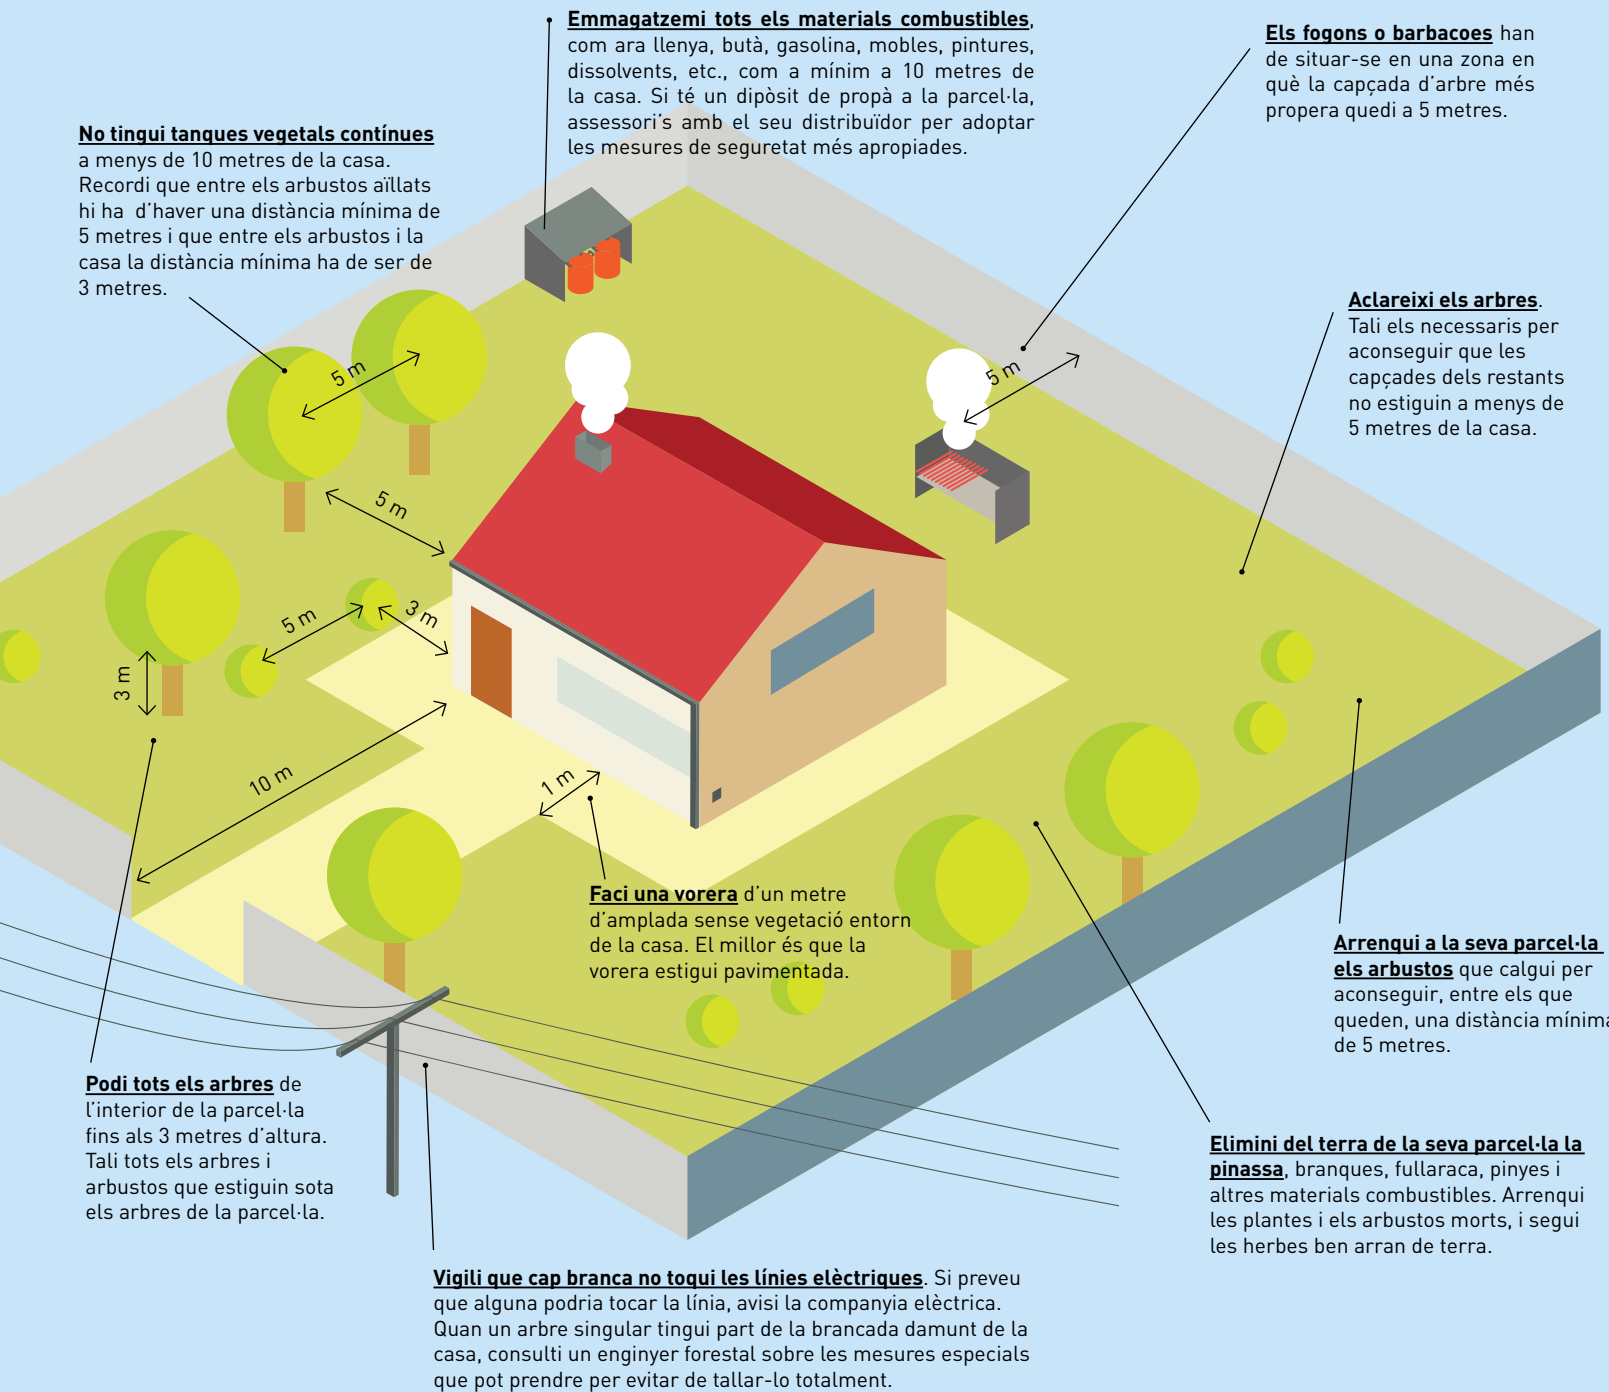 Emmagatzemi tots els materials combustibles,
com ara llenya, butà, gasolina, mobles, pintures,
dissolvents, etc., com a mínim a 10 metres de
la casa. Si té un dipòsit de propà a la parcel·la,
assessori's amb el seu distribuïdor per adoptar
les mesures de seguretat més apropiades.
Els fogons o barbacoes han
de situar-se en una zona en
què la capçada d'arbre més
propera quedi a 5 metres.
No tingui tanques vegetals contínues
a menys de 10 metres de la casa.
Recordi que entre els arbustos aïllats
hi ha d'haver una distància mínima de
5 metres i que entre els arbustos i la
casa la distància mínima ha de ser de
3 metres.
Aclareixi els arbres.
Tali els necessaris per
aconseguir que les
capçades dels restants
no estiguin a menys de
5 metres de la casa.
5 m
5 m
5 m
5 m
3 m
3 m
10 m
1 m
Faci una vorera d'un metre
d'amplada sense vegetació entorn
de la casa. El millor és que la
vorera estigui pavimentada.
Arrenqui a la seva parcel·la
els arbustos que calgui per
aconseguir, entre els que
queden, una distància mínima
de 5 metres.
Podi tots els arbres de
l'interior de la parcel·la
fins als 3 metres d'altura.
Tali tots els arbres i
arbustos que estiguin sota
els arbres de la parcel·la.
Elimini del terra de la seva parcel·la la
pinassa, branques, fullaraca, pinyes i
altres materials combustibles. Arrenqui
les plantes i els arbustos morts, i segui
les herbes ben arran de terra.
Vigili que cap branca no toqui les línies elèctriques. Si preveu
que alguna podria tocar la línia, avisi la companyia elèctrica.
Quan un arbre singular tingui part de la brancada damunt de la
casa, consulti un enginyer forestal sobre les mesures especials
que pot prendre per evitar de tallar-lo totalment.